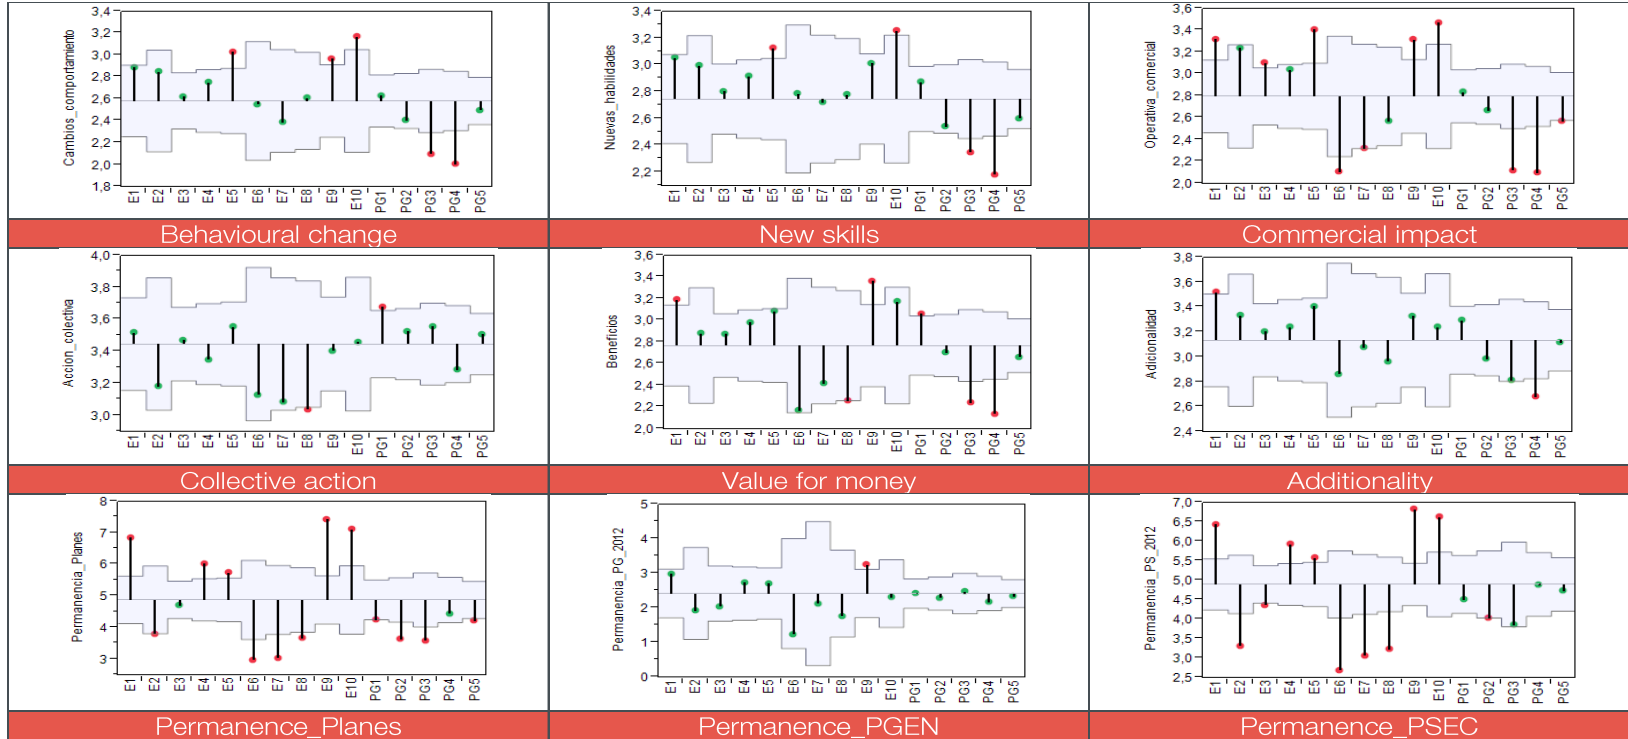 Cambios_comportamiento
3,4
3,2
3,0
2,8
2,6
2,4
2,2
2,0
1,8
E1 E2 E3 E4 E5 E6 E7 E8 E9 E10 PG1 PG2 PG3 PG4 PG5
Behavioural change
Nuevas_habilidades
3,4
3,2
3,0
2,8
2,6
2,4
2,2
E1 E2 E3 E4 E5 E6 E7 E8 E9 E10 PG1 PG2 PG3 PG4 PG5
New skills
Operativa_comercial
3,6
3,4
3,2
3,0
2,8
2,6
2,4
2,2
2,0
E1 E2 E3 E4 E5 E6 E7 E8 E9 E10 PG1 PG2 PG3 PG4 PG5
Commercial impact
Accion_colectiva
4,0
3,8
3,6
3,4
3,2
3,0
E1 E2 E3 E4 E5 E6 E7 E8 E9 E10 PG1 PG2 PG3 PG4 PG5
Collective action
Beneficios
3,6
3,4
3,2
3,0
2,8
2,6
2,4
2,2
2,0
E1 E2 E3 E4 E5 E6 E7 E8 E9 E10 PG1 PG2 PG3 PG4 PG5
Value for money
Adicionalidad
3,8
3,6
3,4
3,2
3,0
2,8
2,6
2,4
E1 E2 E3 E4 E5 E6 E7 E8 E9 E10 PG1 PG2 PG3 PG4 PG5
Additionality
Permanencia_Planes
8
7
6
5
4
3
E1 E2 E3 E4 E5 E6 E7 E8 E9 E10 PG1 PG2 PG3 PG4 PG5
Permanence_Planes
Permanencia_PG_2012
5
4
3
2
1
0
E1 E2 E3 E4 E5 E6 E7 E8 E9 E10 PG1 PG2 PG3 PG4 PG5
Permanence_PGEN
Permanencia_PS_2012
7,0
6,5
6,0
5,5
5,0
4,5
4,0
3,5
3,0
2,5
E1 E2 E3 E4 E5 E6 E7 E8 E9 E10 PG1 PG2 PG3 PG4 PG5
Permanence_PSEC